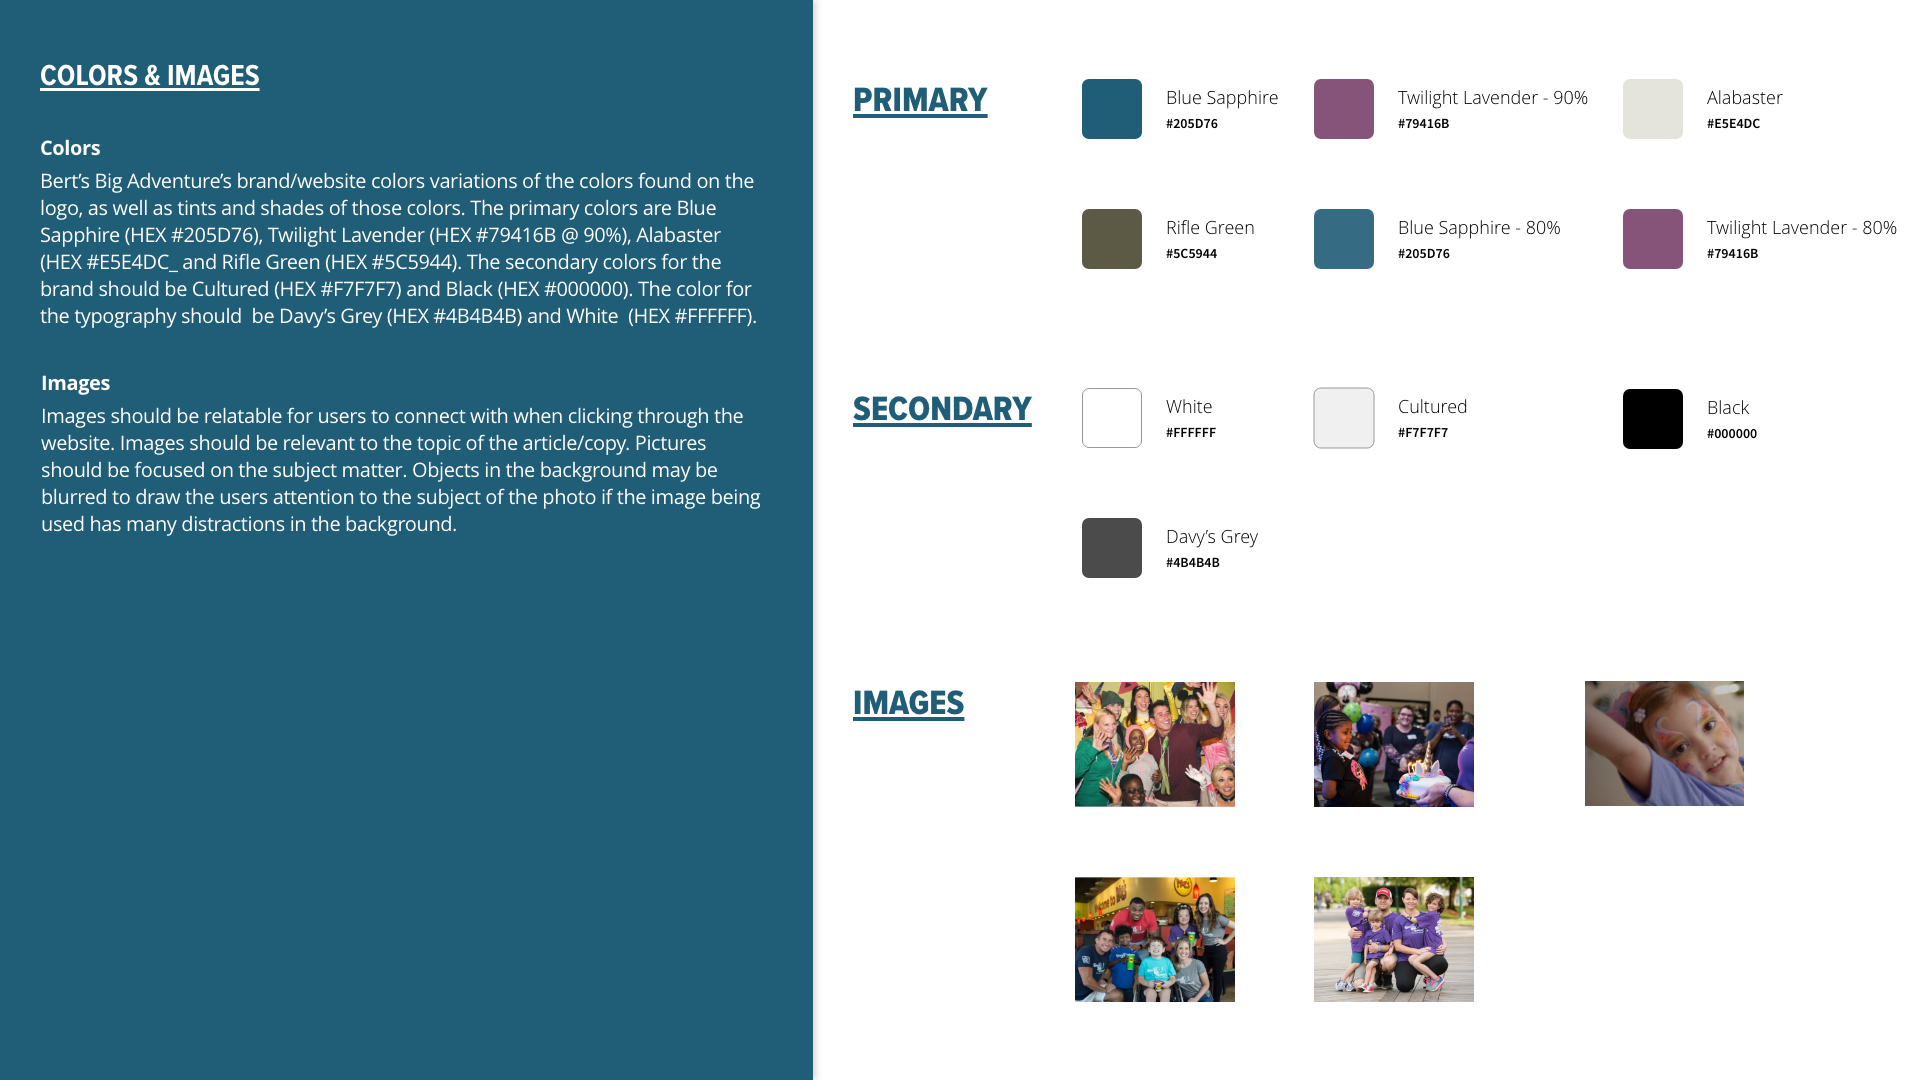 COLORS & IMAGES
Colors
Bert’s Big Adventure’s brand/website colors variations of the colors found on the
logo, as well as tints and shades of those colors. The primary colors are Blue
Sapphire (HEX #205D76), Twilight Lavender (HEX #79416B @ 90%), Alabaster
(HEX #E5E4DC_ and Rifle Green (HEX #5C5944). The secondary colors for the
brand should be Cultured (HEX #F7F7F7) and Black (HEX #000000). The color for
the typography should  be Davy’s Grey (HEX #4B4B4B) and White  (HEX #FFFFFF).
Images
Images should be relatable for users to connect with when clicking through the
website. Images should be relevant to the topic of the article/copy. Pictures
should be focused on the subject matter. Objects in the background may be
blurred to draw the users attention to the subject of the photo if the image being
used has many distractions in the background.
PRIMARY
Blue Sapphire
#205D76
Twilight Lavender - 90%
#79416B
Alabaster
#E5E4DC
Rifle Green
#5C5944
Blue Sapphire - 80%
#205D76
Twilight Lavender - 80%
#79416B
SECONDARY
White
#FFFFFF
Cultured
#F7F7F7
Black
#000000
Davy’s Grey
#4B4B4B
IMAGES